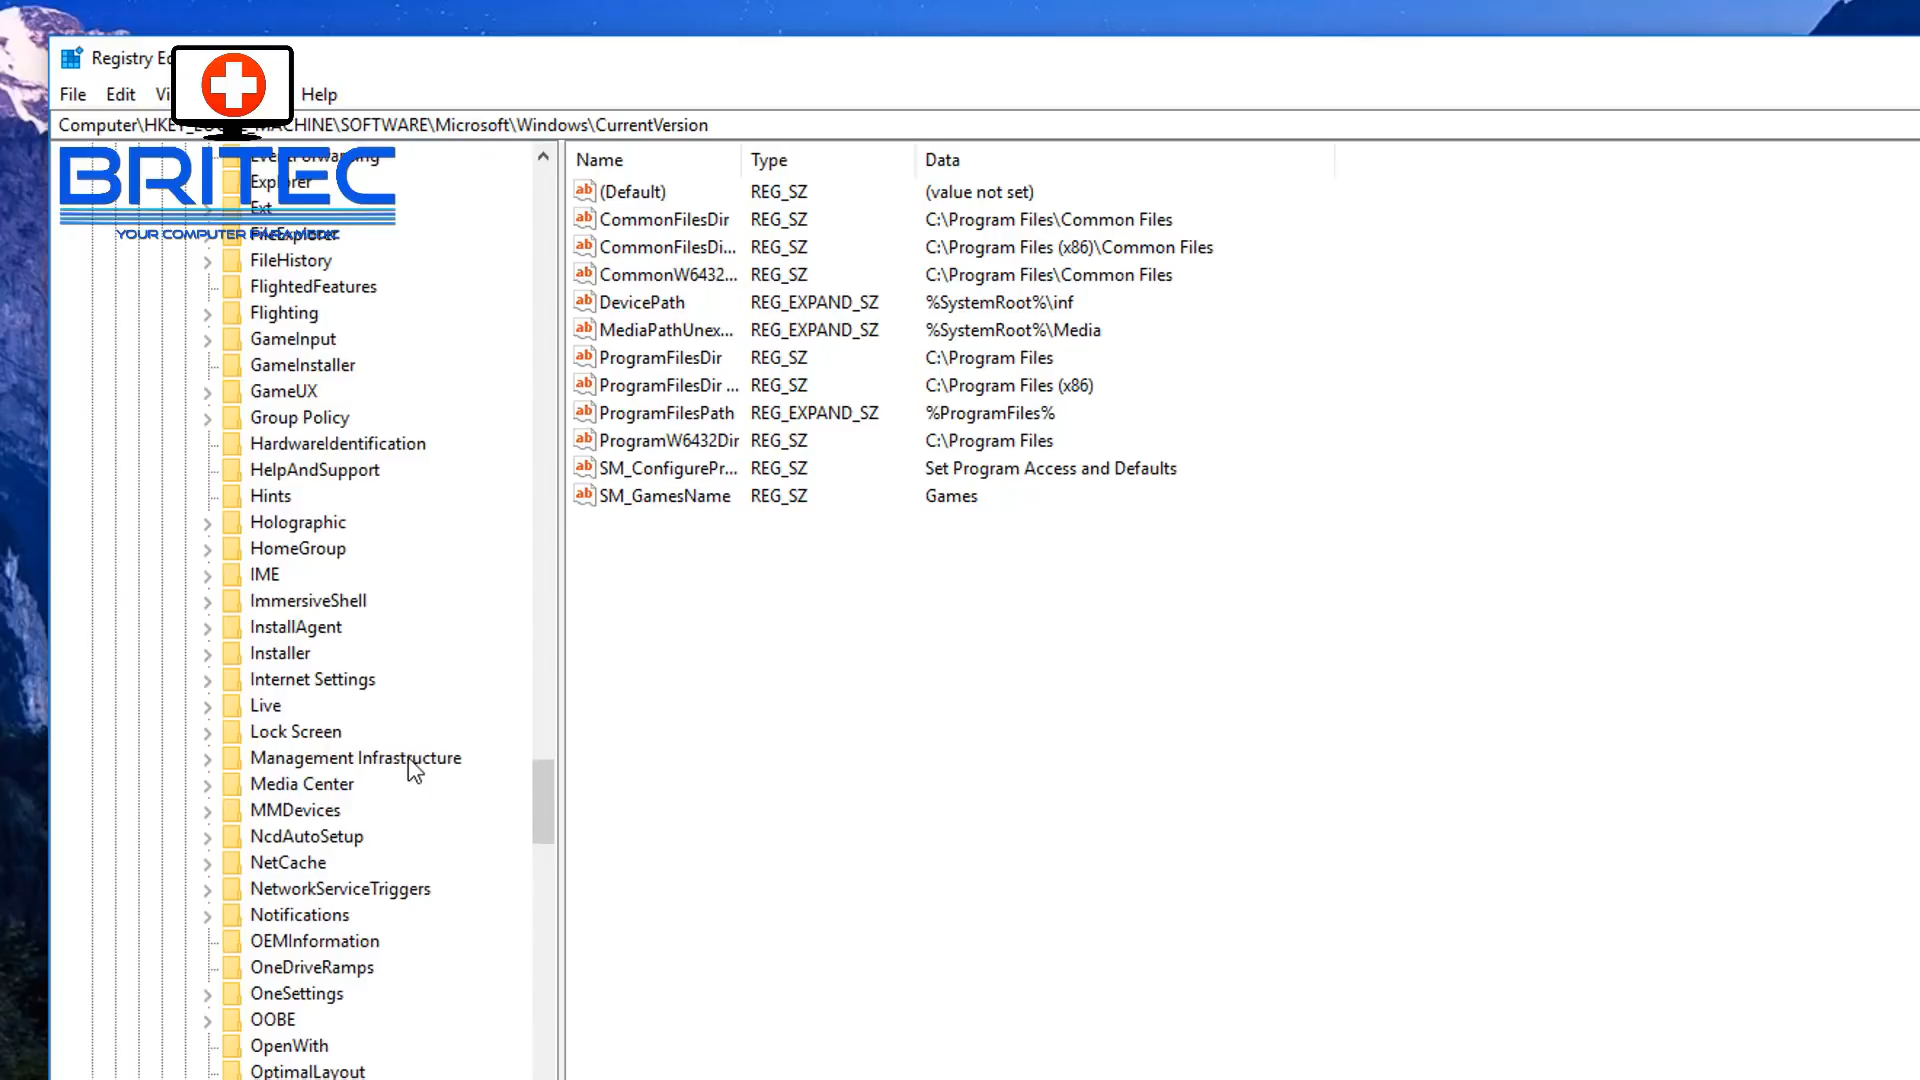 Registry Ed
File Edit Vi Help
Computer\HKEY_LOCAL_MACHINE\SOFTWARE\Microsoft\Windows\CurrentVersion
BRITEC
YOUR COMPUTER PARAMEDIC
EventForwarding
Explorer
Ext
FileExplorer
FileHistory
FlightedFeatures
Flighting
GameInput
GameInstaller
GameUX
Group Policy
HardwareIdentification
HelpAndSupport
Hints
Holographic
HomeGroup
IME
ImmersiveShell
InstallAgent
Installer
Internet Settings
Live
Lock Screen
Management Infrastructure
Media Center
MMDevices
NcdAutoSetup
NetCache
NetworkServiceTriggers
Notifications
OEMInformation
OneDriveRamps
OneSettings
OOBE
OpenWith
OptimalLayout
Name Type Data
(Default) REG_SZ (value not set)
CommonFilesDir REG_SZ C:\Program Files\Common Files
CommonFilesDi... REG_SZ C:\Program Files (x86)\Common Files
CommonW6432... REG_SZ C:\Program Files\Common Files
DevicePath REG_EXPAND_SZ %SystemRoot%\inf
MediaPathUnex... REG_EXPAND_SZ %SystemRoot%\Media
ProgramFilesDir REG_SZ C:\Program Files
ProgramFilesDir ... REG_SZ C:\Program Files (x86)
ProgramFilesPath REG_EXPAND_SZ %ProgramFiles%
ProgramW6432Dir REG_SZ C:\Program Files
SM_ConfigurePr... REG_SZ Set Program Access and Defaults
SM_GamesName REG_SZ Games